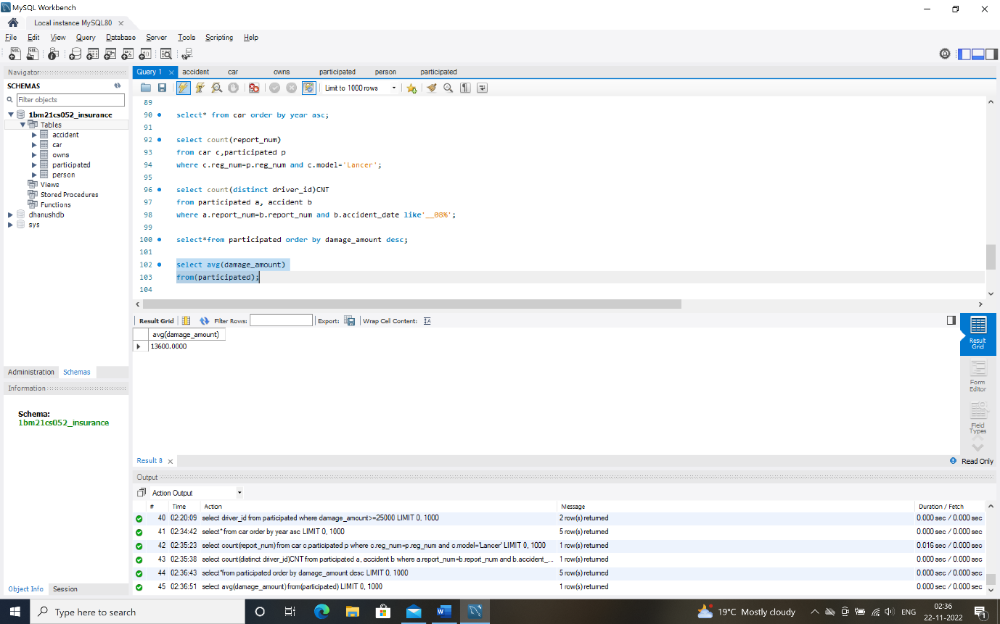 MySQL Workbench
Local instance MySQL80
File Edit View Query Database Server Tools Scripting Help
Navigator
SCHEMAS
Filter objects
1bm21cs052_insurance
Tables
accident
car
owns
participated
person
Views
Stored Procedures
Functions
dhanushdb
sys
Administration Schemas
Information
Schema:
1bm21cs052_insurance
Object Info Session
Query 1 accident car owns participated person participated
Limit to 1000 rows
89
90 select* from car order by year asc;
91
92 select count(report_num)
93 from car c,participated p
94 where c.reg_num=p.reg_num and c.model='Lancer';
95
96 select count(distinct driver_id)CNT
97 from participated a, accident b
98 where a.report_num=b.report_num and b.accident_date like'__08%';
99
100 select*from participated order by damage_amount desc;
101
102 select avg(damage_amount)
103 from(participated);
104
Result Grid Filter Rows: Export: Wrap Cell Content:
avg(damage_amount)
13600.0000
Result Grid
Form Editor
Field Types
Result 8
Read Only
Output
Action Output
# Time Action Message Duration / Fetch
40 02:20:09 select driver_id from participated where damage_amount>=25000 LIMIT 0, 1000 2 row(s) returned 0.000 sec / 0.000 sec
41 02:34:42 select* from car order by year asc LIMIT 0, 1000 5 row(s) returned 0.000 sec / 0.000 sec
42 02:35:23 select count(report_num) from car c,participated p where c.reg_num=p.reg_num and c.model='Lancer' LIMIT 0, 1000 1 row(s) returned 0.016 sec / 0.000 sec
43 02:35:38 select count(distinct driver_id)CNT from participated a, accident b where a.report_num=b.report_num and b.accident_... 1 row(s) returned 0.000 sec / 0.000 sec
44 02:36:43 select*from participated order by damage_amount desc LIMIT 0, 1000 5 row(s) returned 0.000 sec / 0.000 sec
45 02:36:51 select avg(damage_amount) from(participated) LIMIT 0, 1000 1 row(s) returned 0.000 sec / 0.000 sec
Type here to search
19°C Mostly cloudy
ENG
02:36
22-11-2022
1